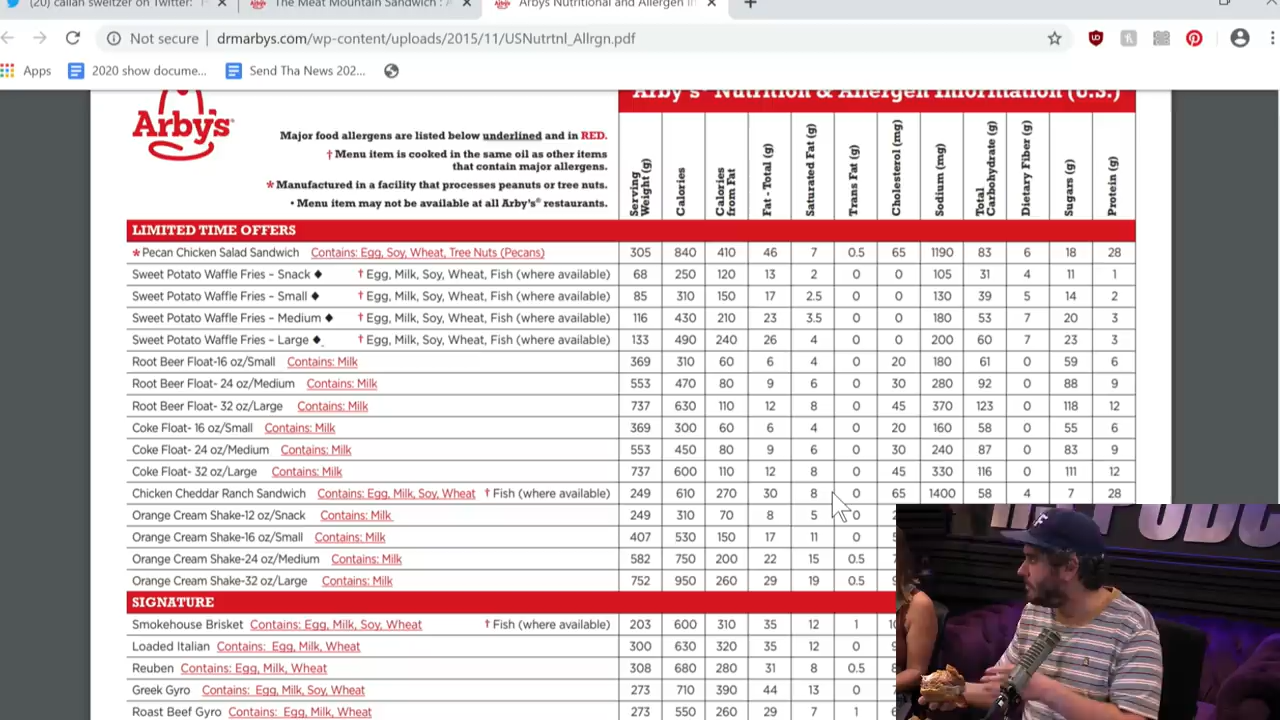 (20) callan sweitzer on Twitter:
The Meat Mountain Sandwich : A
Arbys Nutritional and Allergen In
Not secure drmarbys.com/wp-content/uploads/2015/11/USNutrtnl_Allrgn.pdf
Apps 2020 show docume... Send Tha News 202...
Arby's® Nutrition & Allergen Information (U.S.)
Arby's
Major food allergens are listed below underlined and in RED.
† Menu item is cooked in the same oil as other items
that contain major allergens.
* Manufactured in a facility that processes peanuts or tree nuts.
• Menu item may not be available at all Arby's® restaurants.
Serving Weight (g) Calories Calories from Fat Fat - Total (g) Saturated Fat (g) Trans Fat (g) Cholesterol (mg) Sodium (mg) Total Carbohydrate (g) Dietary Fiber (g) Sugars (g) Protein (g)
LIMITED TIME OFFERS
*Pecan Chicken Salad Sandwich Contains: Egg, Soy, Wheat, Tree Nuts (Pecans) 305 840 410 46 7 0.5 65 1190 83 6 18 28
Sweet Potato Waffle Fries – Snack ◆ † Egg, Milk, Soy, Wheat, Fish (where available) 68 250 120 13 2 0 0 105 31 4 11 1
Sweet Potato Waffle Fries – Small ◆ † Egg, Milk, Soy, Wheat, Fish (where available) 85 310 150 17 2.5 0 0 130 39 5 14 2
Sweet Potato Waffle Fries – Medium ◆ † Egg, Milk, Soy, Wheat, Fish (where available) 116 430 210 23 3.5 0 0 180 53 7 20 3
Sweet Potato Waffle Fries – Large ◆ † Egg, Milk, Soy, Wheat, Fish (where available) 133 490 240 26 4 0 0 200 60 7 23 3
Root Beer Float-16 oz/Small Contains: Milk 369 310 60 6 4 0 20 180 61 0 59 6
Root Beer Float- 24 oz/Medium Contains: Milk 553 470 80 9 6 0 30 280 92 0 88 9
Root Beer Float- 32 oz/Large Contains: Milk 737 630 110 12 8 0 45 370 123 0 118 12
Coke Float- 16 oz/Small Contains: Milk 369 300 60 6 4 0 20 160 58 0 55 6
Coke Float- 24 oz/Medium Contains: Milk 553 450 80 9 6 0 30 240 87 0 83 9
Coke Float- 32 oz/Large Contains: Milk 737 600 110 12 8 0 45 330 116 0 111 12
Chicken Cheddar Ranch Sandwich Contains: Egg, Milk, Soy, Wheat † Fish (where available) 249 610 270 30 8 0 65 1400 58 4 7 28
Orange Cream Shake-12 oz/Snack Contains: Milk 249 310 70 8 5 0
Orange Cream Shake-16 oz/Small Contains: Milk 407 530 150 17 11 0
Orange Cream Shake-24 oz/Medium Contains: Milk 582 750 200 22 15 0.5
Orange Cream Shake-32 oz/Large Contains: Milk 752 950 260 29 19 0.5
SIGNATURE
Smokehouse Brisket Contains: Egg, Milk, Soy, Wheat † Fish (where available) 203 600 310 35 12 1
Loaded Italian Contains: Egg, Milk, Wheat 300 630 320 35 12 0
Reuben Contains: Egg, Milk, Wheat 308 680 280 31 8 0.5
Greek Gyro Contains: Egg, Milk, Soy, Wheat 273 710 390 44 13 0
Roast Beef Gyro Contains: Egg, Milk, Wheat 273 550 260 29 7 1